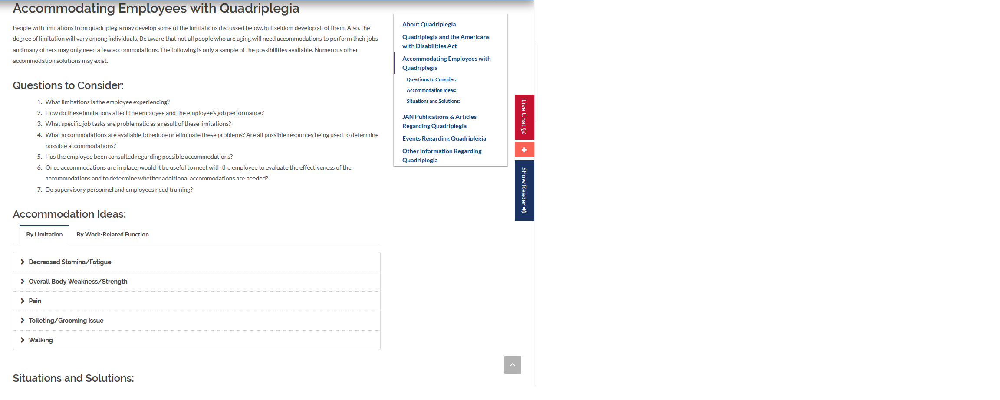 Accommodating Employees with Quadriplegia
People with limitations from quadriplegia may develop some of the limitations discussed below, but seldom develop all of them. Also, the
degree of limitation will vary among individuals. Be aware that not all people who are aging will need accommodations to perform their jobs
and many others may only need a few accommodations. The following is only a sample of the possibilities available. Numerous other
accommodation solutions may exist.
Questions to Consider:
1. What limitations is the employee experiencing?
2. How do these limitations affect the employee and the employee's job performance?
3. What specific job tasks are problematic as a result of these limitations?
4. What accommodations are available to reduce or eliminate these problems? Are all possible resources being used to determine
possible accommodations?
5. Has the employee been consulted regarding possible accommodations?
6. Once accommodations are in place, would it be useful to meet with the employee to evaluate the effectiveness of the
accommodations and to determine whether additional accommodations are needed?
7. Do supervisory personnel and employees need training?
Accommodation Ideas:
By Limitation
By Work-Related Function
Decreased Stamina/Fatigue
Overall Body Weakness/Strength
Pain
Toileting/Grooming Issue
Walking
Situations and Solutions:
About Quadriplegia
Quadriplegia and the Americans
with Disabilities Act
Accommodating Employees with
Quadriplegia
Questions to Consider:
Accommodation Ideas:
Situations and Solutions:
JAN Publications & Articles
Regarding Quadriplegia
Events Regarding Quadriplegia
Other Information Regarding
Quadriplegia
Live Chat
Show Reader